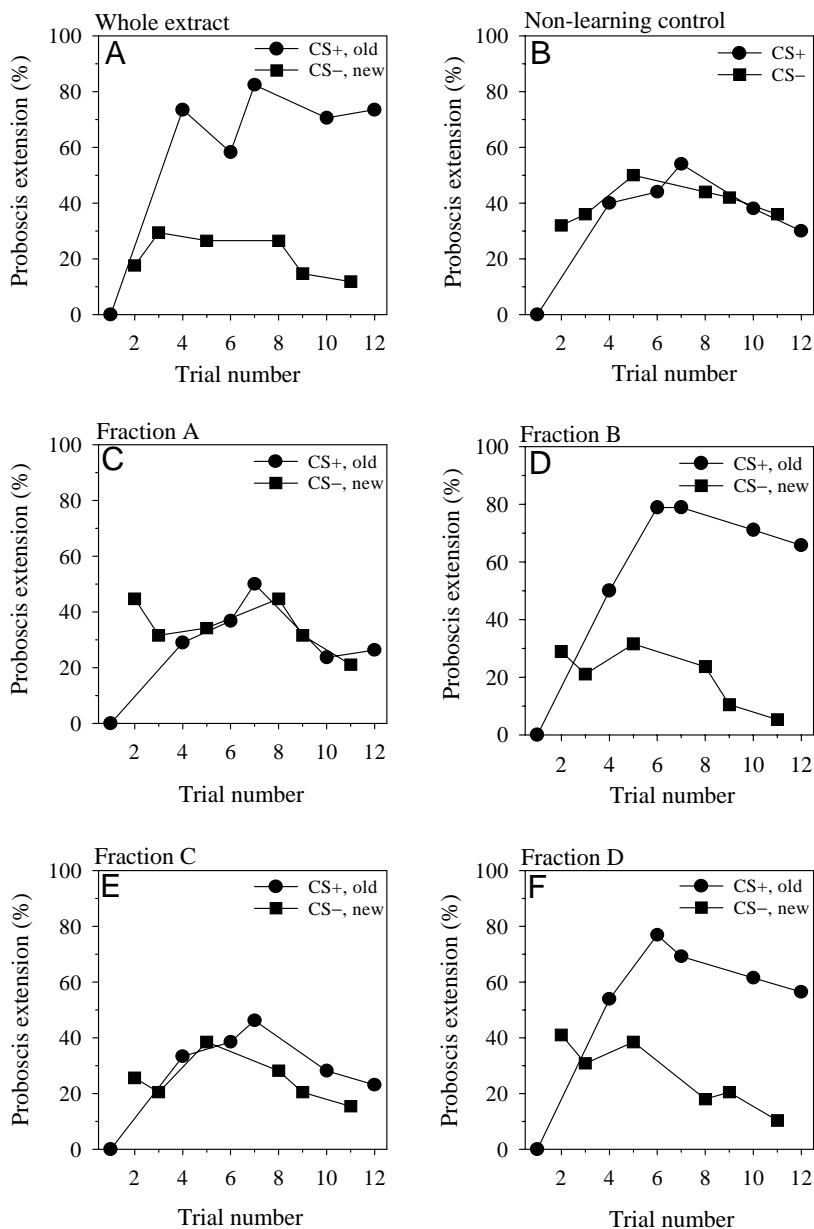 Whole extract
A
CS+, old
CS−, new
Proboscis extension (%)
100
80
60
40
20
0
2 4 6 8 10 12
Trial number
Non-learning control
B
CS+
CS−
Proboscis extension (%)
100
80
60
40
20
0
2 4 6 8 10 12
Trial number
Fraction A
C
CS+, old
CS−, new
Proboscis extension (%)
100
80
60
40
20
0
2 4 6 8 10 12
Trial number
Fraction B
D
CS+, old
CS−, new
Proboscis extension (%)
100
80
60
40
20
0
2 4 6 8 10 12
Trial number
Fraction C
E
CS+, old
CS−, new
Proboscis extension (%)
100
80
60
40
20
0
2 4 6 8 10 12
Trial number
Fraction D
F
CS+, old
CS−, new
Proboscis extension (%)
100
80
60
40
20
0
2 4 6 8 10 12
Trial number